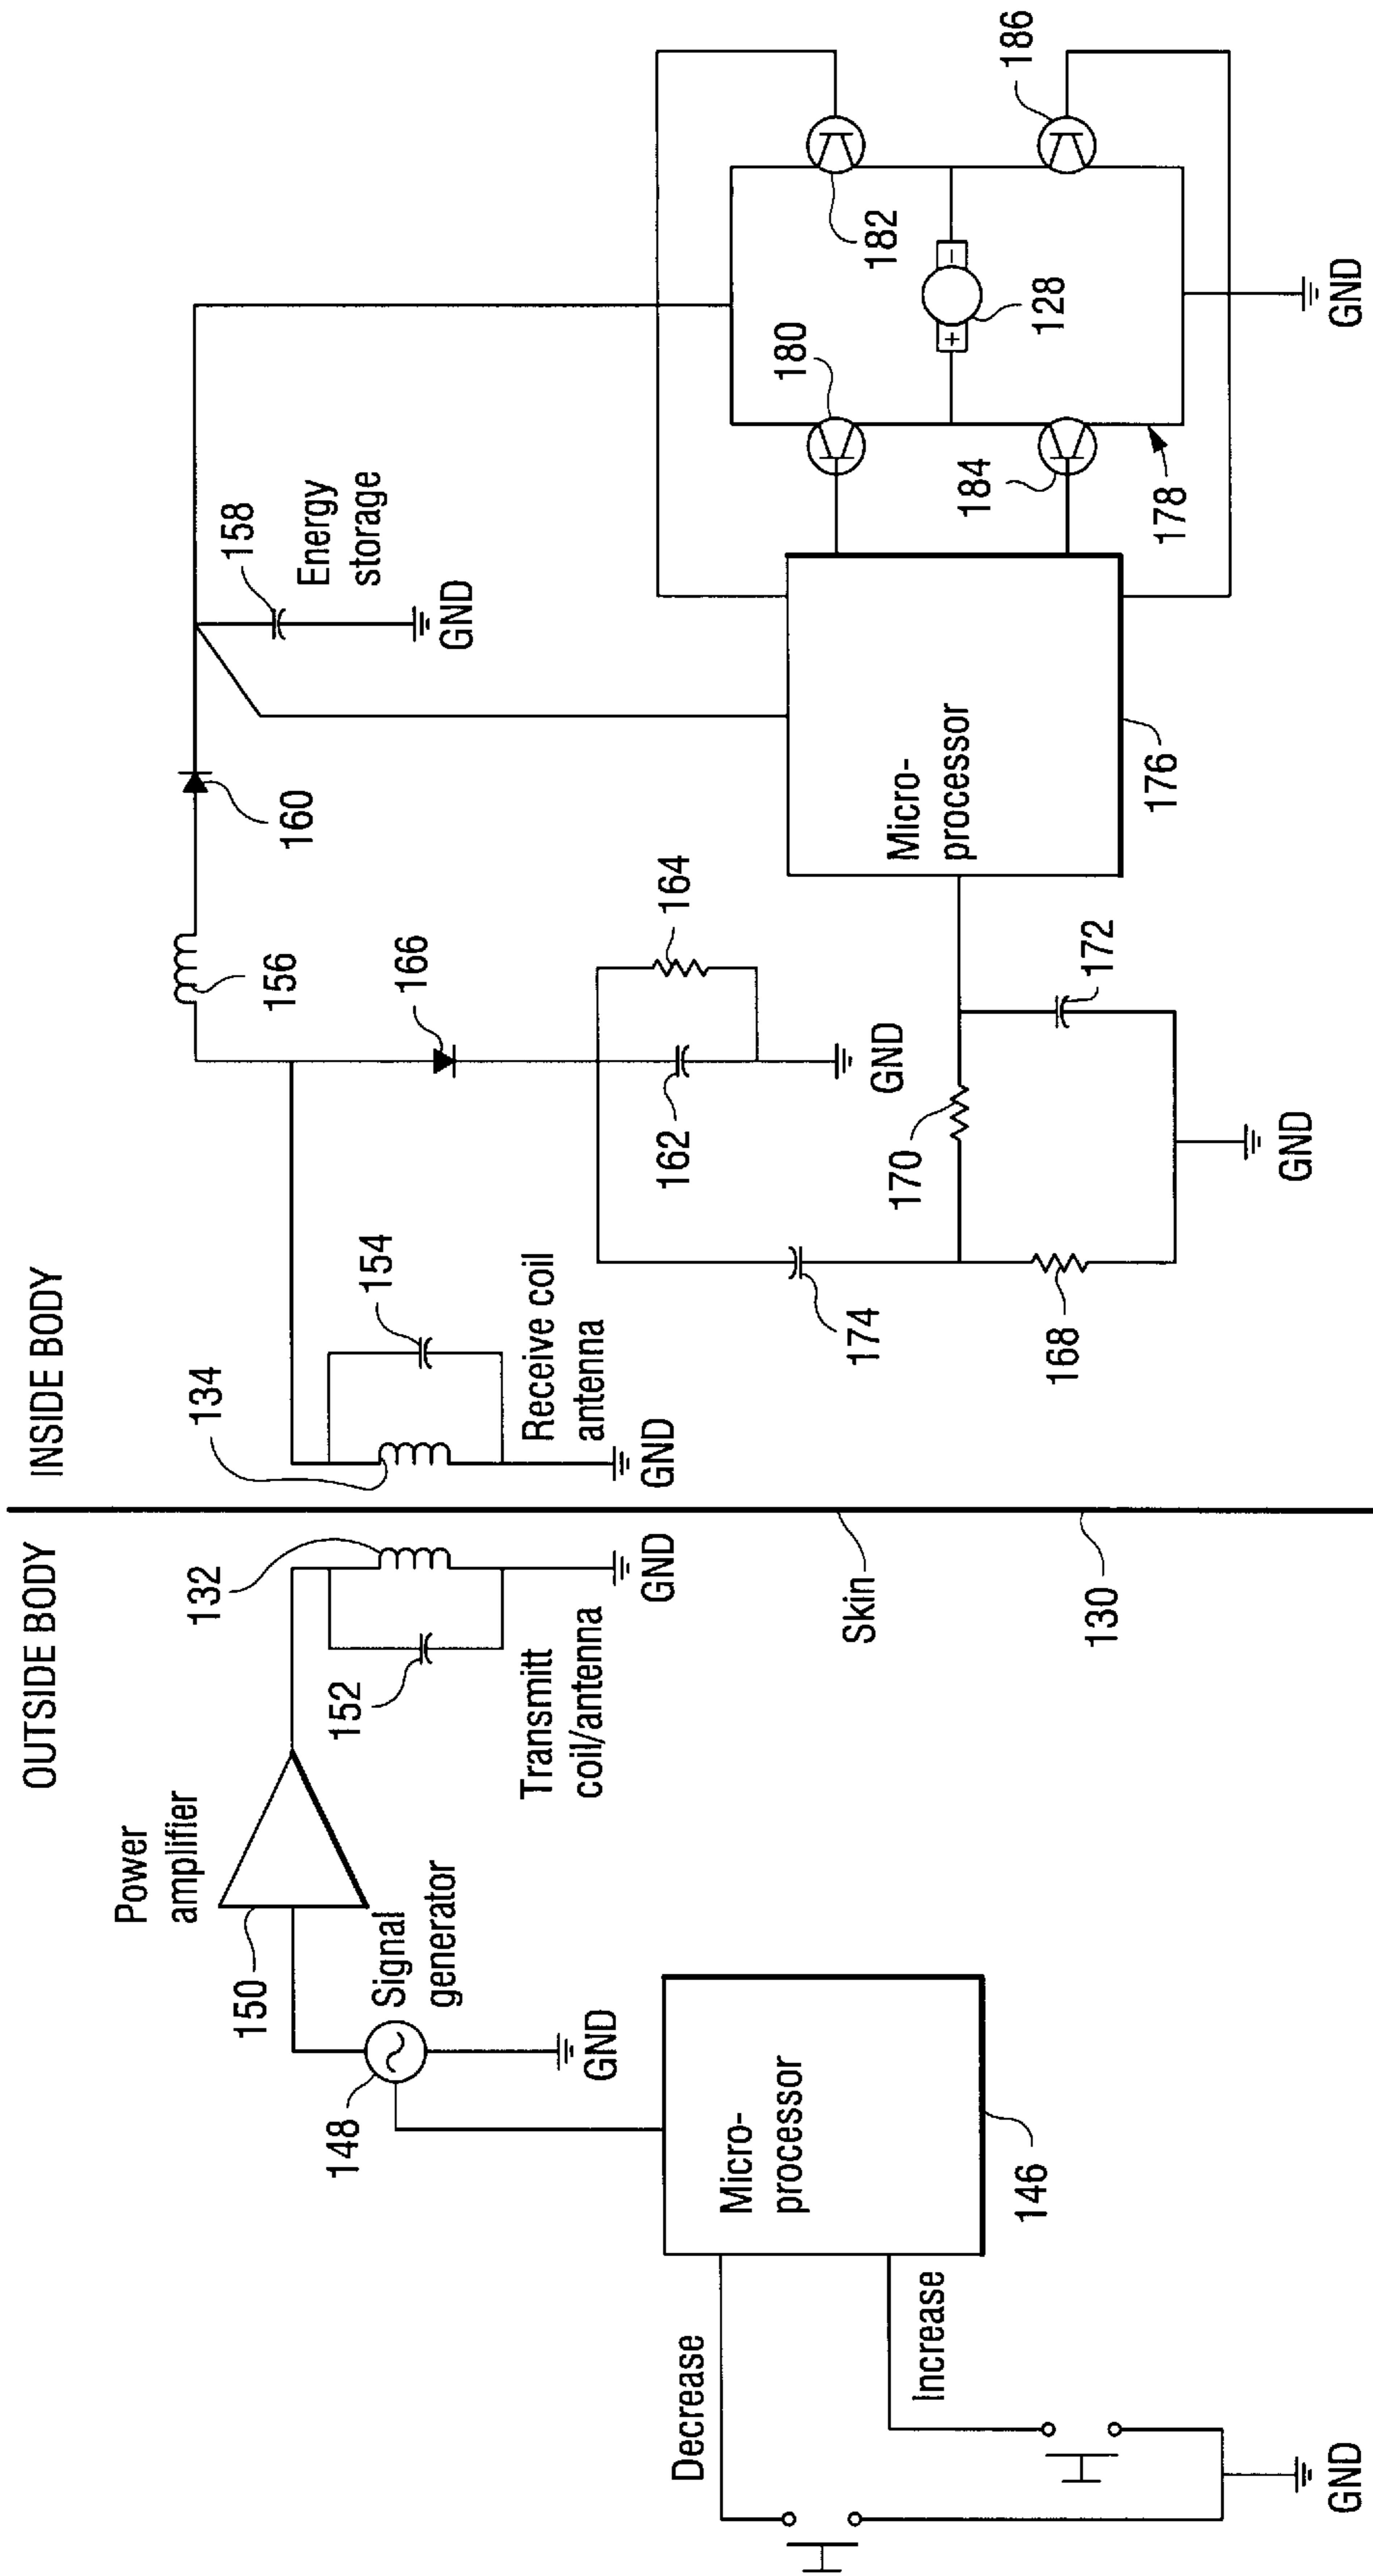 OUTSIDE BODY
INSIDE BODY
Power
amplifier
150
Signal
generator
148
GND
132
152
Transmitt
coil/antenna
GND
Decrease
Increase
Micro-
processor
146
GND
Skin
130
134
154
Receive coil
antenna
GND
156
160
158
Energy
storage
GND
166
164
162
GND
174
170
172
168
GND
Micro-
processor
176
180
182
184
186
128
+
-
178
GND